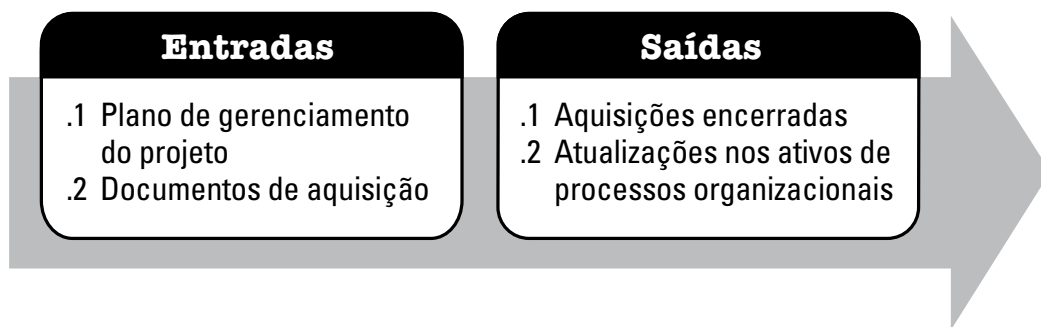 Entradas
.1 Plano de gerenciamento
do projeto
.2 Documentos de aquisição
Saídas
.1 Aquisições encerradas
.2 Atualizações nos ativos de
processos organizacionais